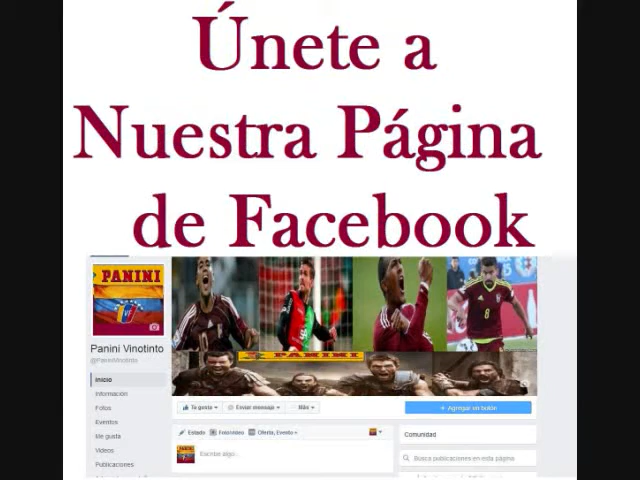 Únete a
Nuestra Página
de Facebook
PANINI
PANINI
8
Panini Vinotinto
@PaniniVinotinto
Inicio
Información
Fotos
Eventos
Me gusta
Videos
Publicaciones
Te gusta
Enviar mensaje
Más
+ Agregar un botón
Estado
Foto/video
Oferta, Evento +
Escribe algo...
Comunidad
Busca publicaciones en esta página